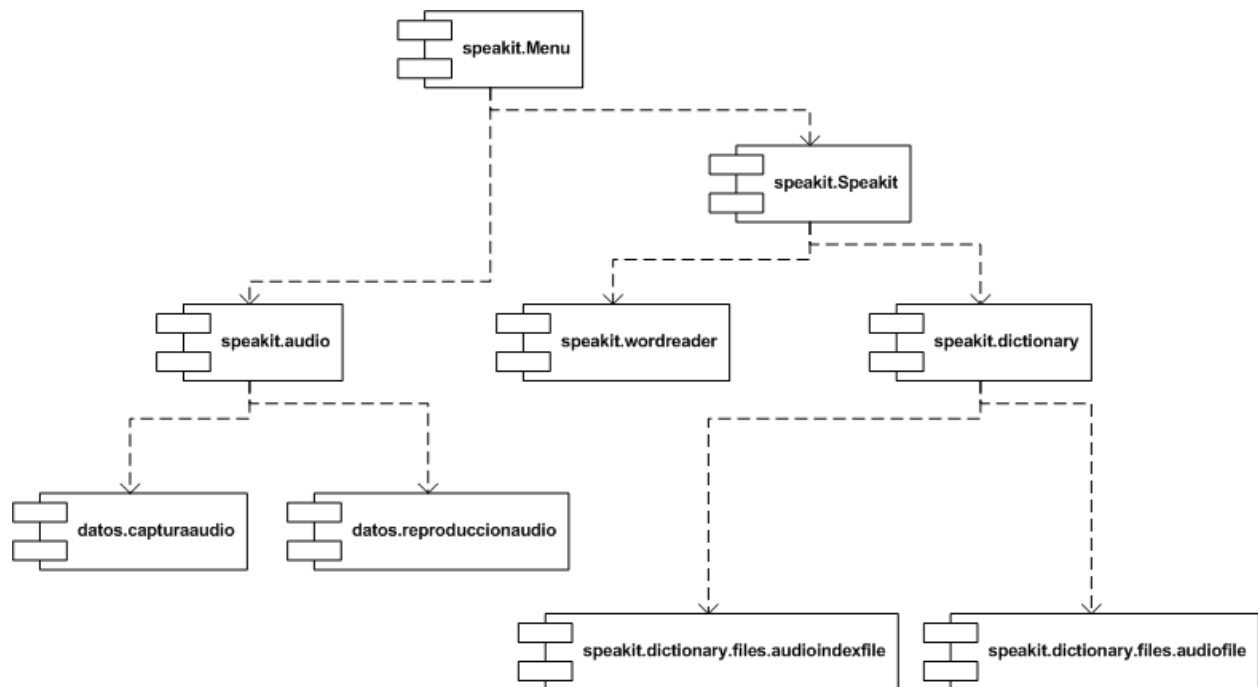 speakit.Menu
speakit.Speakit
speakit.audio
speakit.wordreader
speakit.dictionary
datos.capturaaudio
datos.reproduccionaudio
speakit.dictionary.files.audioindexfile
speakit.dictionary.files.audiofile